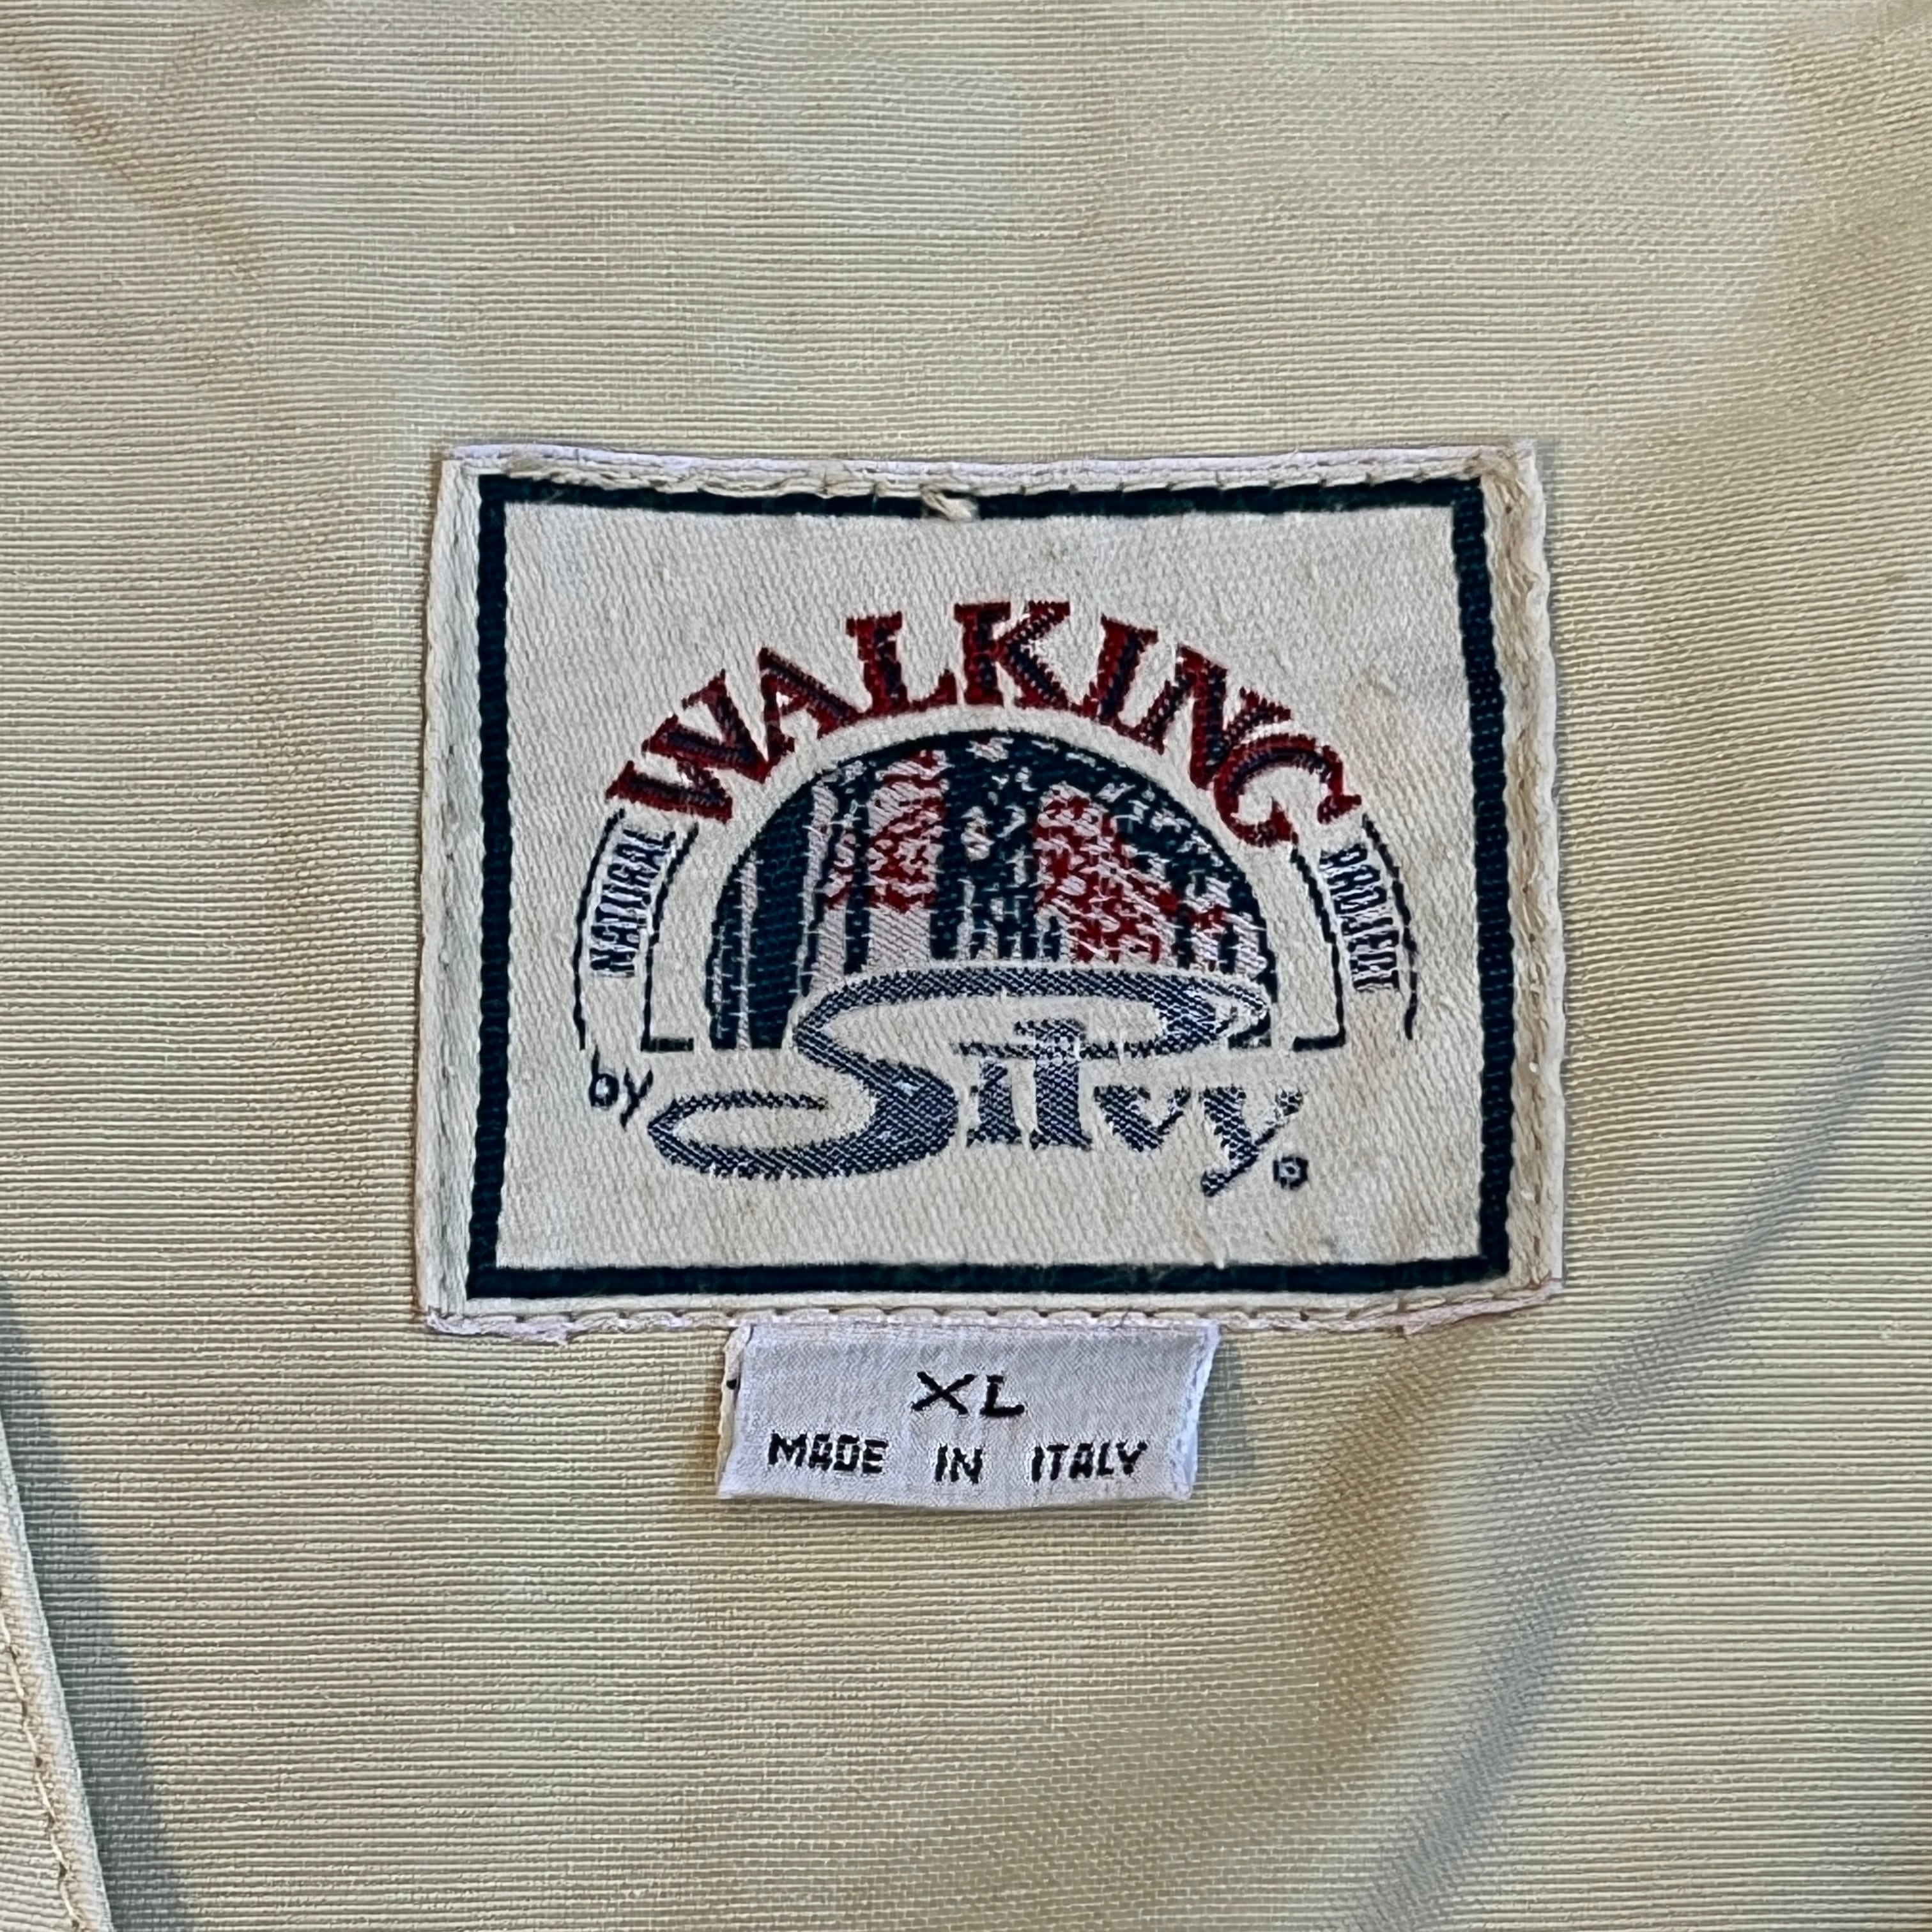 WALKING
NATURAL PROJECT
by Silvy®
XL
MADE IN ITALY